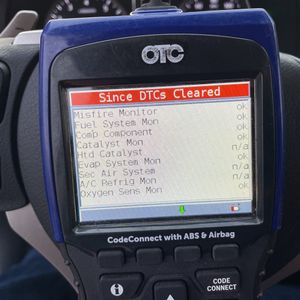 OTC
Since DTCs Cleared
Misfire Monitor ok
Fuel System Mon ok
Comp Component ok
Catalyst Mon ok
Htd Catalyst n/a
Evap System Mon ok
Sec Air System n/a
A/C Refrig Mon n/a
Oxygen Sens Mon ok
CodeConnect with ABS & Airbag
i
CODE
CONNECT